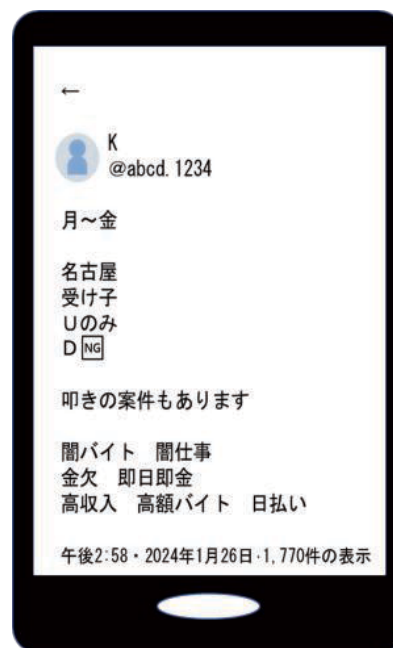 ←
K
@abcd. 1234
月～金
名古屋
受け子
Uのみ
D NG
叩きの案件もあります
闇バイト 闇仕事
金欠 即日即金
高収入 高額バイト 日払い
午後2:58・2024年1月26日·1,770件の表示